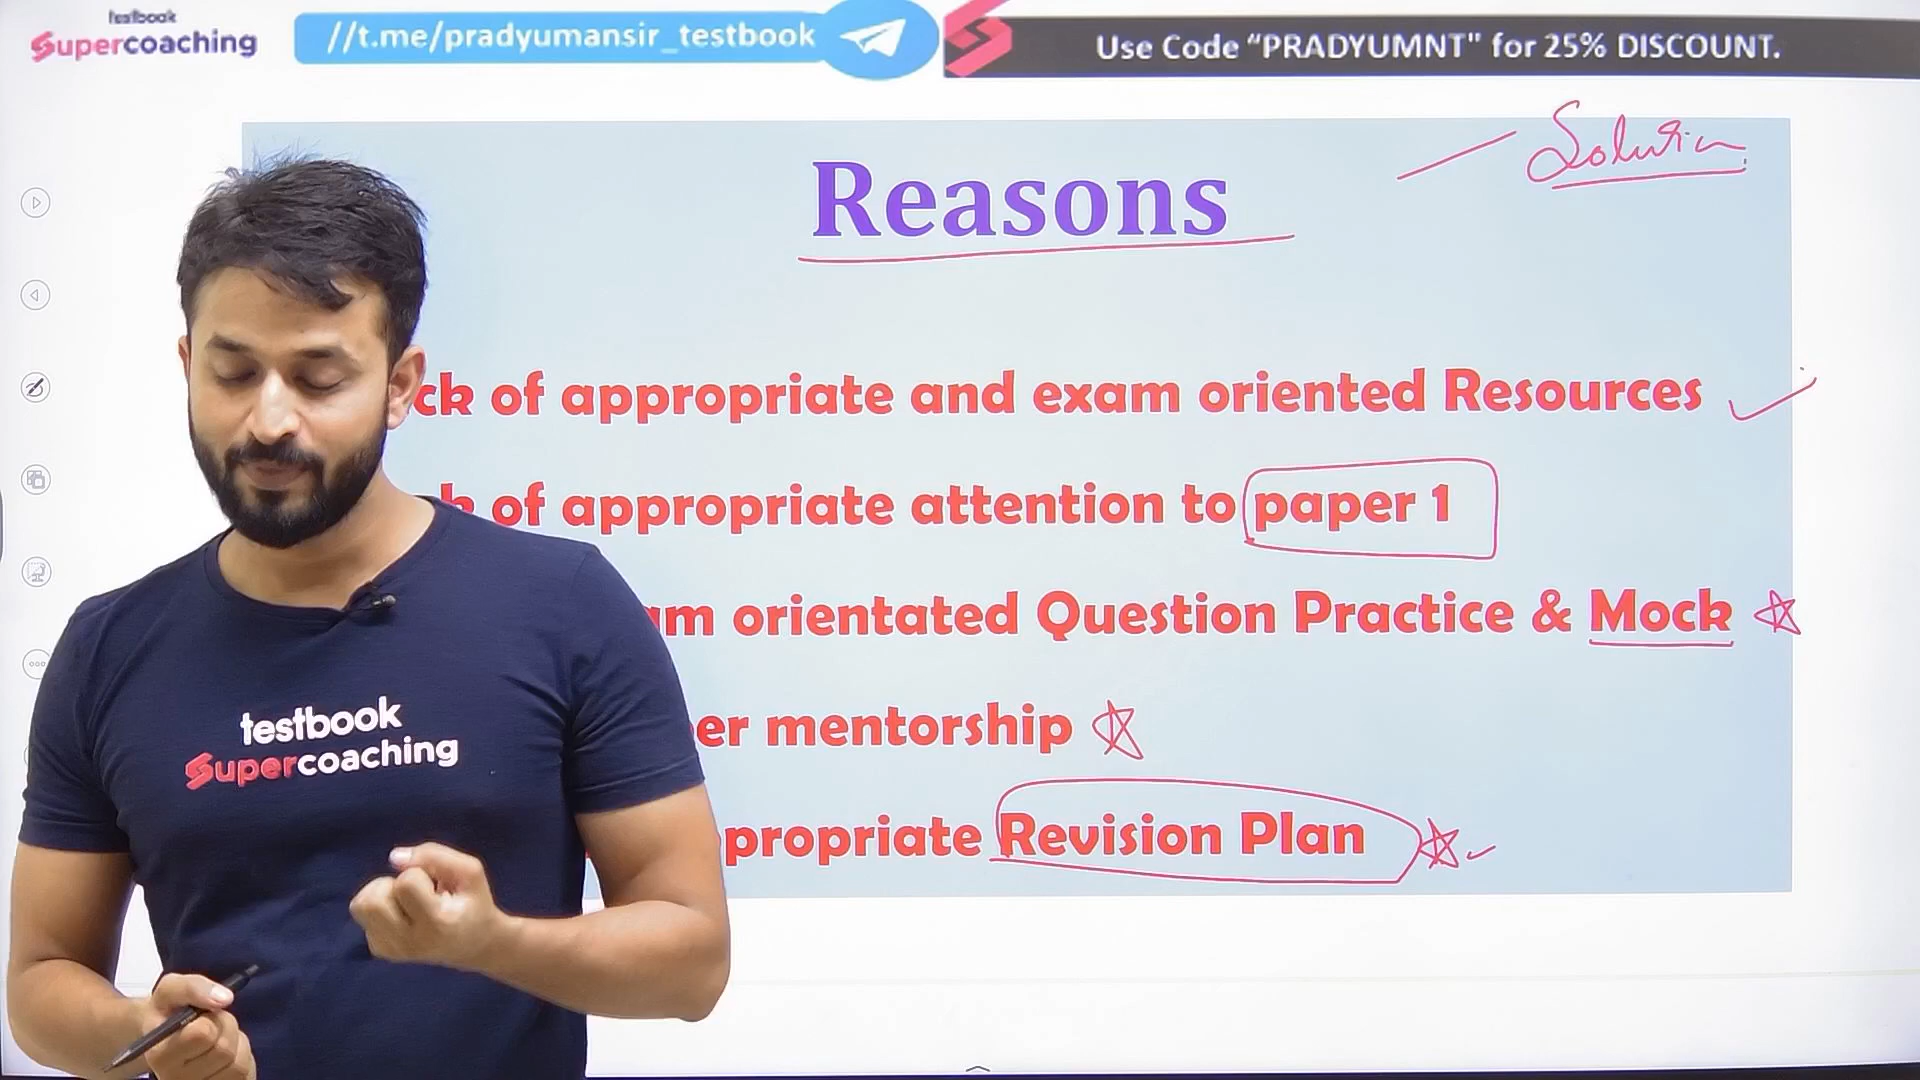 testbook
Supercoaching
//t.me/pradyumansir_testbook
Use Code “PRADYUMNT" for 25% DISCOUNT.
Solution
Reasons
ck of appropriate and exam oriented Resources
of appropriate attention to paper 1
am orientated Question Practice & Mock
er mentorship
propriate Revision Plan
testbook
Supercoaching